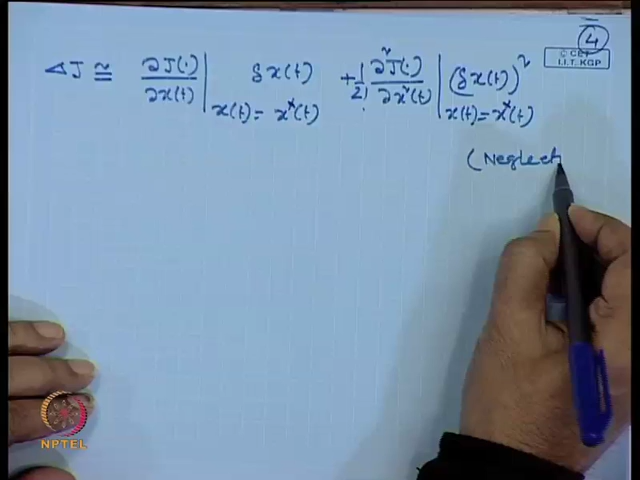 4
C CET
I.I.T. KGP
ΔJ ≅ ∂J(·)/∂x(t) | x(t) = x*(t) δx(t) + 1/2! ∂²J(·)/∂x²(t) | x(t) = x*(t) (δx(t))²
(Neglect
NPTEL